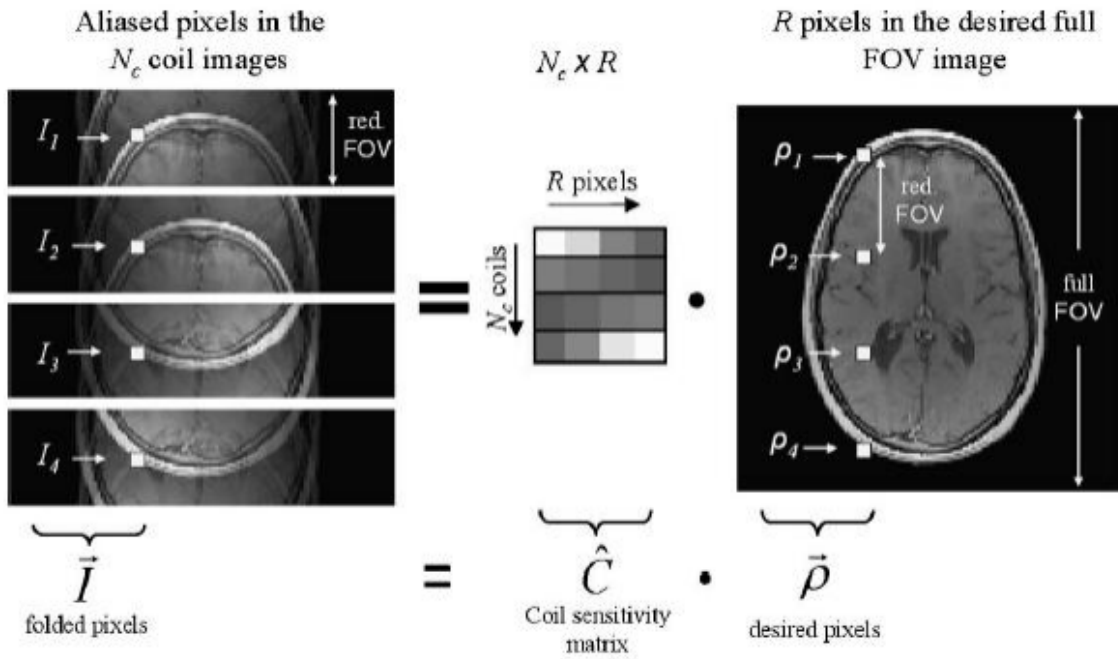 Aliased pixels in the
N_c coil images
N_c x R
R pixels in the desired full
FOV image
I_1
red.
FOV
I_2
I_3
I_4
=
R pixels
N_c coils
•
ρ_1
ρ_2
ρ_3
ρ_4
red.
FOV
full
FOV
I⃗ = Ĉ • ρ⃗
folded pixels
Coil sensitivity
matrix
desired pixels